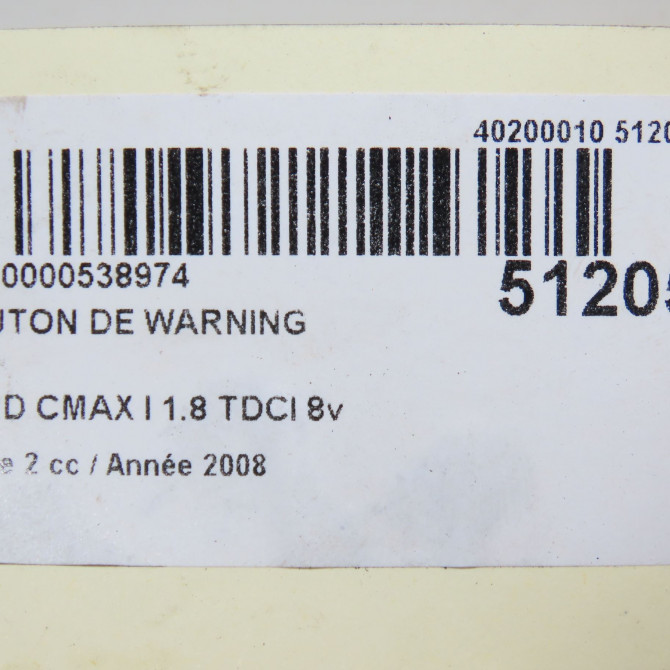 40200010 5120
0000538974
51205
UTON DE WARNING
D CMAX I 1.8 TDCI 8v
e 2 cc / Année 2008